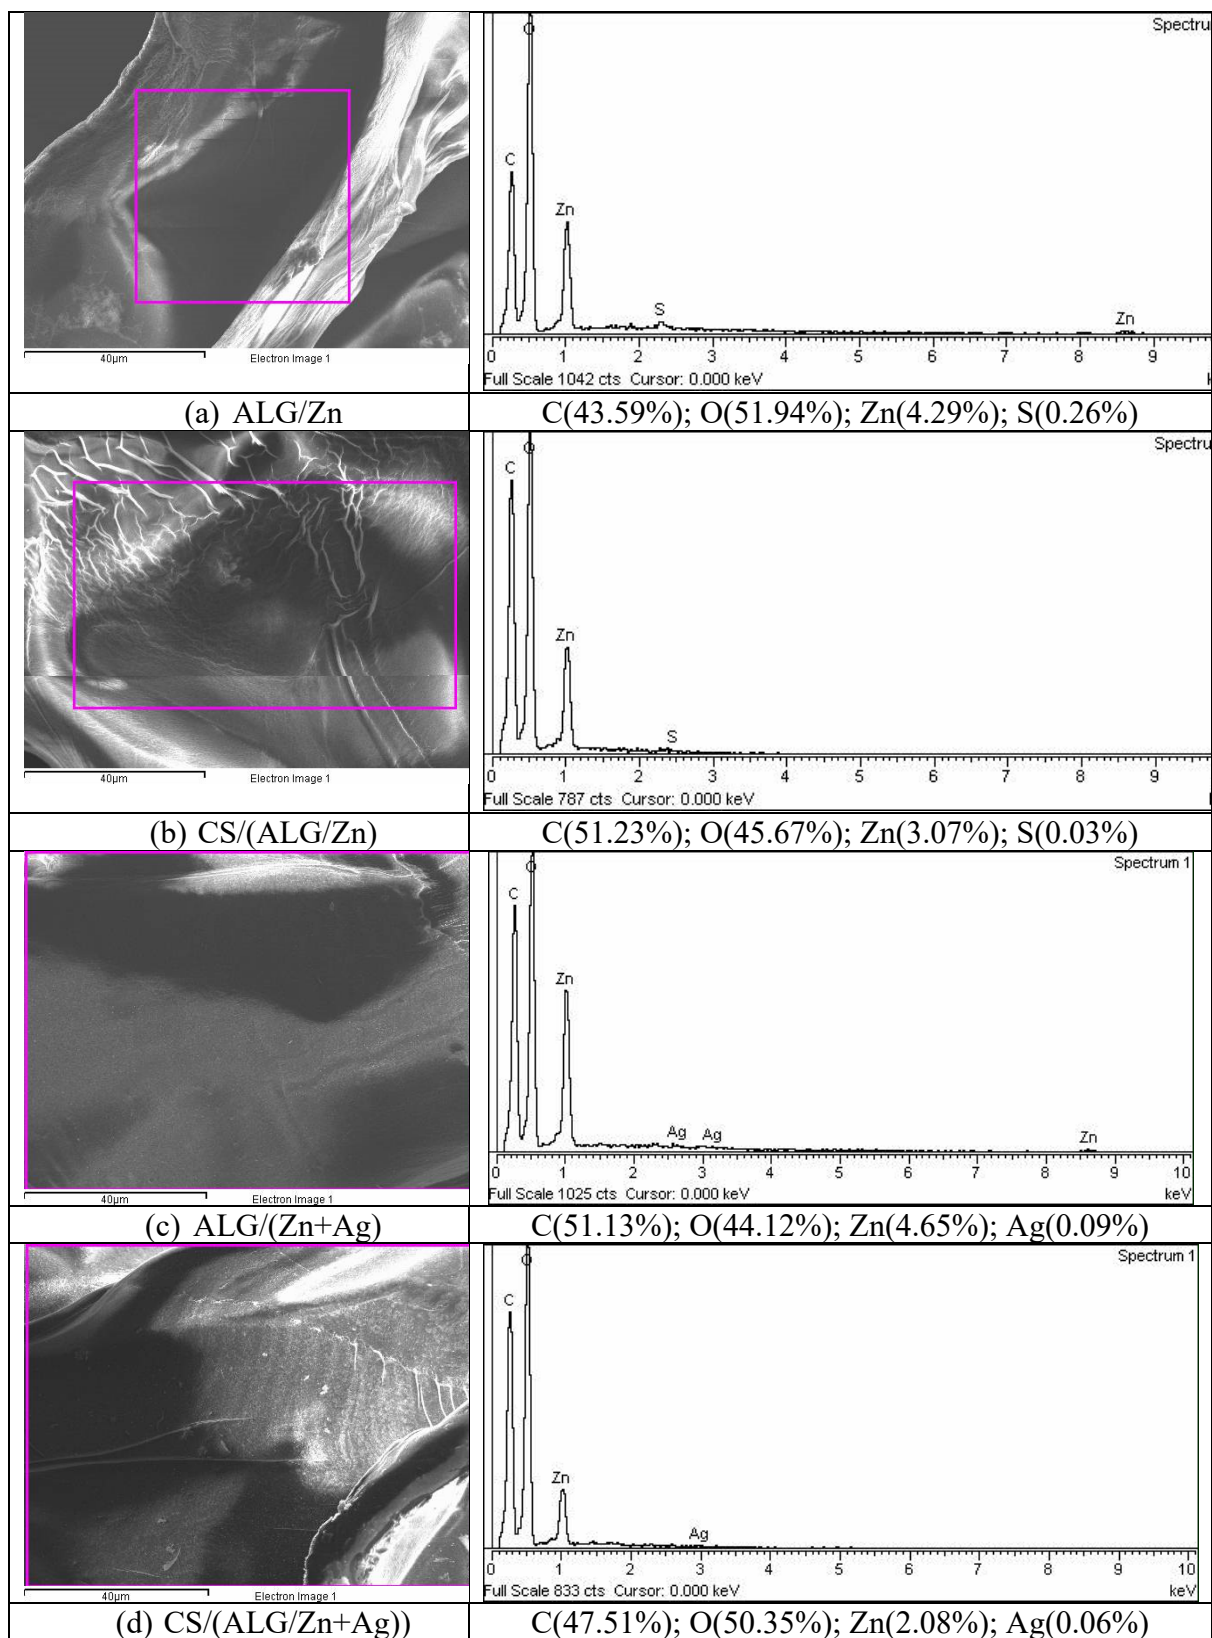 Spectru
O
C
Zn
S
Zn
0 1 2 3 4 5 6 7 8 9
Full Scale 1042 cts Cursor: 0.000 keV
40µm Electron Image 1
(a) ALG/Zn
C(43.59%); O(51.94%); Zn(4.29%); S(0.26%)
Spectru
O
C
Zn
S
0 1 2 3 4 5 6 7 8 9
Full Scale 787 cts Cursor: 0.000 keV
40µm Electron Image 1
(b) CS/(ALG/Zn)
C(51.23%); O(45.67%); Zn(3.07%); S(0.03%)
Spectrum 1
O
C
Zn
Ag Ag
Zn
0 1 2 3 4 5 6 7 8 9 10
Full Scale 1025 cts Cursor: 0.000 keV keV
40µm Electron Image 1
(c) ALG/(Zn+Ag)
C(51.13%); O(44.12%); Zn(4.65%); Ag(0.09%)
Spectrum 1
O
C
Zn
Ag
0 1 2 3 4 5 6 7 8 9 10
Full Scale 833 cts Cursor: 0.000 keV keV
40µm Electron Image 1
(d) CS/(ALG/Zn+Ag))
C(47.51%); O(50.35%); Zn(2.08%); Ag(0.06%)